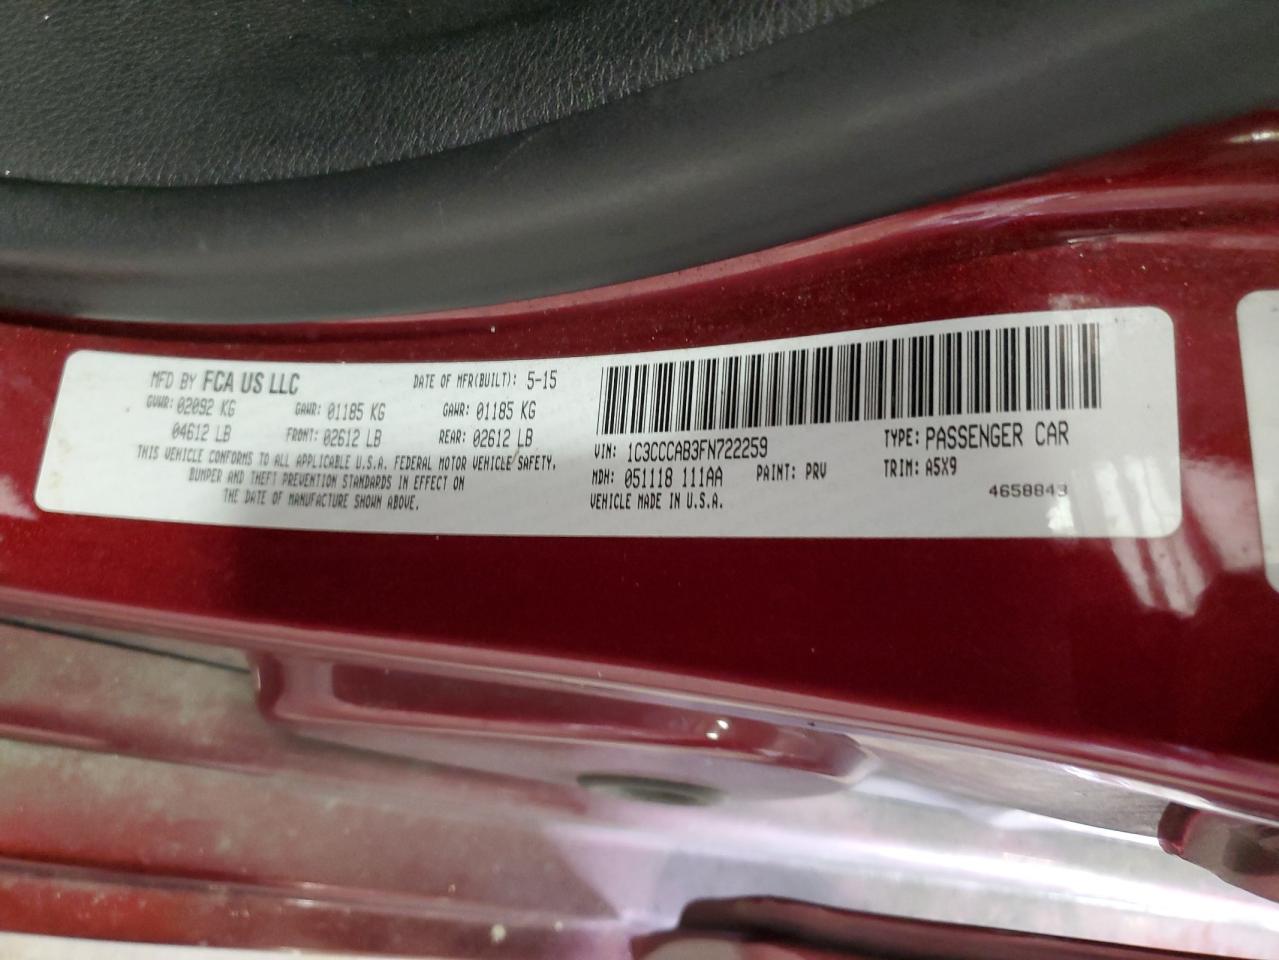 MFD BY FCA US LLC DATE OF MFR(BUILT): 5-15
GVWR: 02092 KG GAWR: 01185 KG GAWR: 01185 KG
04612 LB FRONT: 02612 LB REAR: 02612 LB
THIS VEHICLE CONFORMS TO ALL APPLICABLE U.S.A. FEDERAL MOTOR VEHICLE SAFETY,
BUMPER AND THEFT PREVENTION STANDARDS IN EFFECT ON
THE DATE OF MANUFACTURE SHOWN ABOVE.
VIN: 1C3CCCAB3FN722259 TYPE: PASSENGER CAR
MDH: 051118 111AA PAINT: PRV TRIM: A5X9
VEHICLE MADE IN U.S.A. 4658843